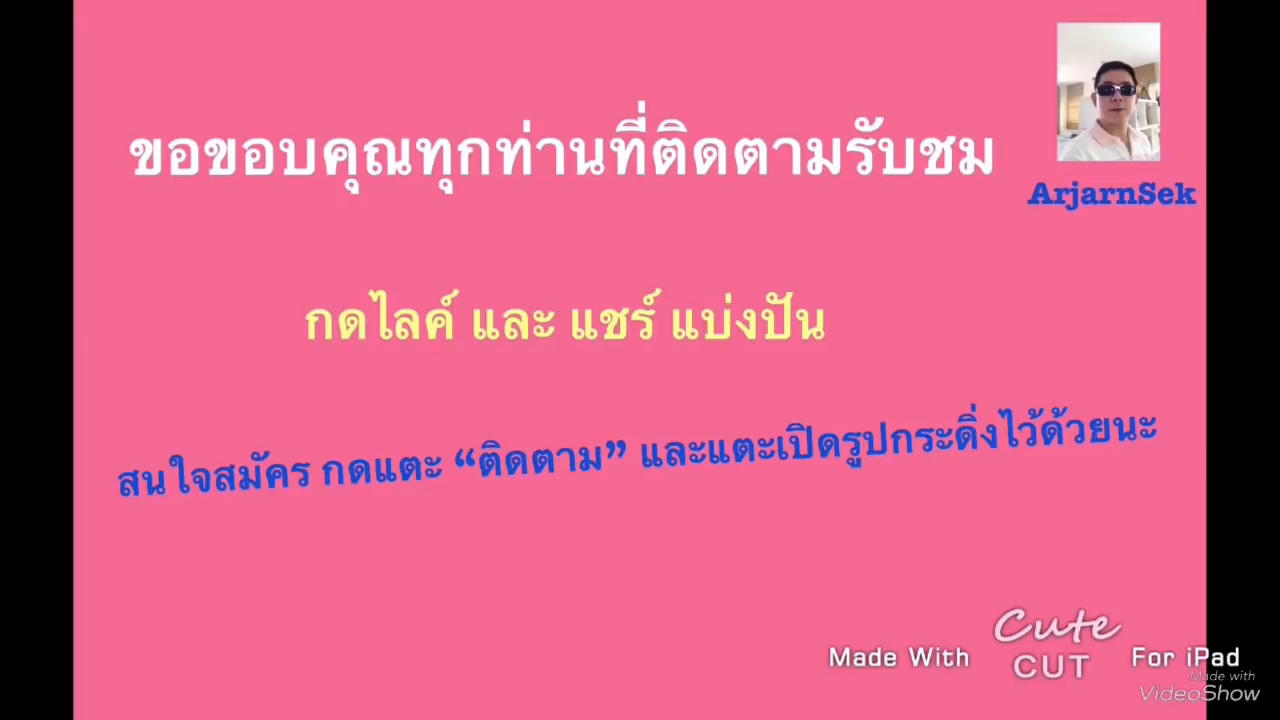 ขอขอบคุณทุกท่านที่ติดตามรับชม
ArjarnSek
กดไลค์ และ แชร์ แบ่งปัน
สนใจสมัคร กดแตะ “ติดตาม” และแตะเปิดรูปกระดิ่งไว้ด้วยนะ
Made With Cute CUT For iPad
Made with
VideoShow